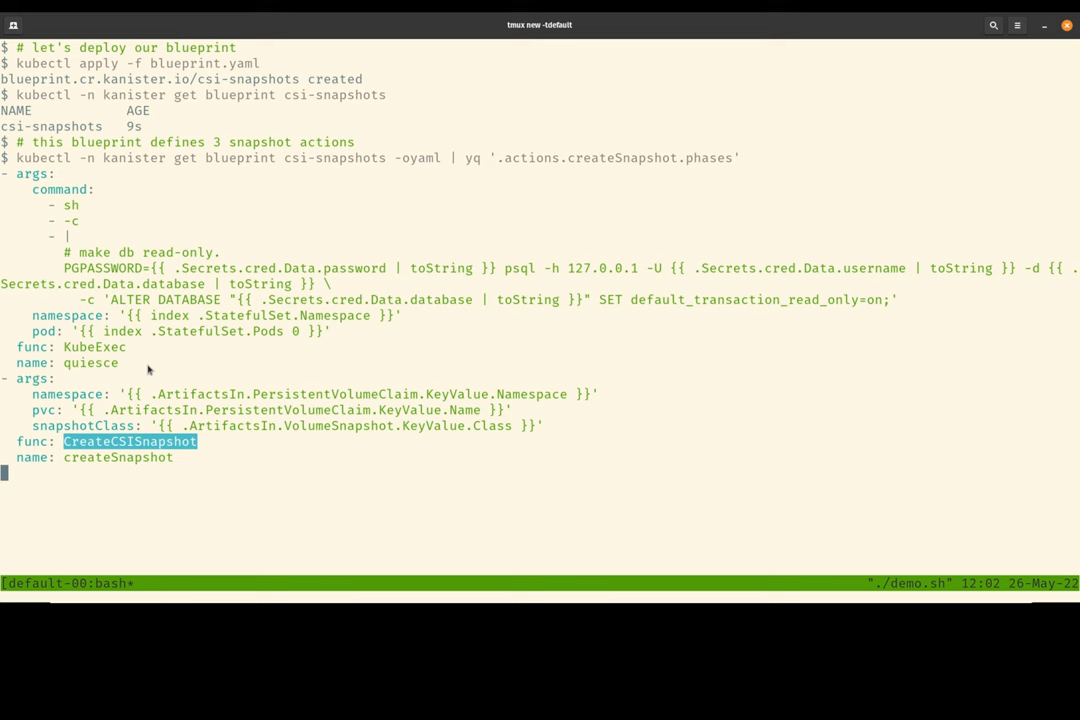 tmux new -tdefault
$ # let's deploy our blueprint
$ kubectl apply -f blueprint.yaml
blueprint.cr.kanister.io/csi-snapshots created
$ kubectl -n kanister get blueprint csi-snapshots
NAME            AGE
csi-snapshots   9s
$ # this blueprint defines 3 snapshot actions
$ kubectl -n kanister get blueprint csi-snapshots -oyaml | yq '.actions.createSnapshot.phases'
- args:
    command:
      - sh
      - -c
      - |
        # make db read-only.
        PGPASSWORD={{ .Secrets.cred.Data.password | toString }} psql -h 127.0.0.1 -U {{ .Secrets.cred.Data.username | toString }} -d {{ .
Secrets.cred.Data.database | toString }} \
          -c 'ALTER DATABASE "{{ .Secrets.cred.Data.database | toString }}" SET default_transaction_read_only=on;'
    namespace: '{{ index .StatefulSet.Namespace }}'
    pod: '{{ index .StatefulSet.Pods 0 }}'
  func: KubeExec
  name: quiesce
- args:
    namespace: '{{ .ArtifactsIn.PersistentVolumeClaim.KeyValue.Namespace }}'
    pvc: '{{ .ArtifactsIn.PersistentVolumeClaim.KeyValue.Name }}'
    snapshotClass: '{{ .ArtifactsIn.VolumeSnapshot.KeyValue.Class }}'
  func: CreateCSISnapshot
  name: createSnapshot
[default-00:bash* "./demo.sh" 12:02 26-May-22